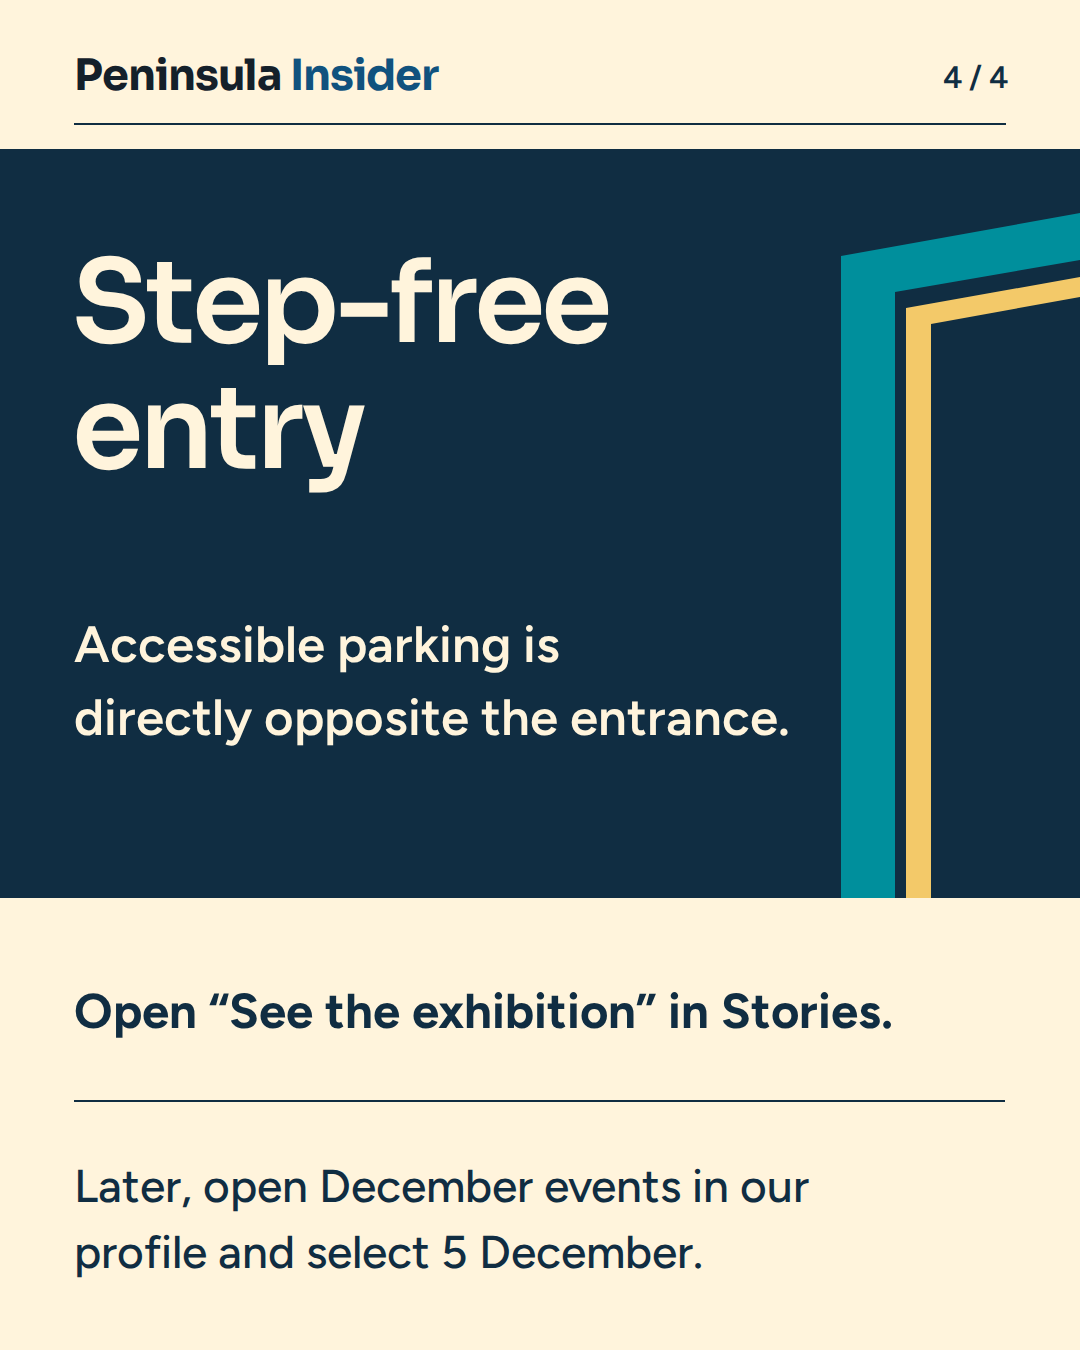 Peninsula Insider
4 / 4
Step-free
entry
Accessible parking is
directly opposite the entrance.
Open “See the exhibition” in Stories.
Later, open December events in our
profile and select 5 December.